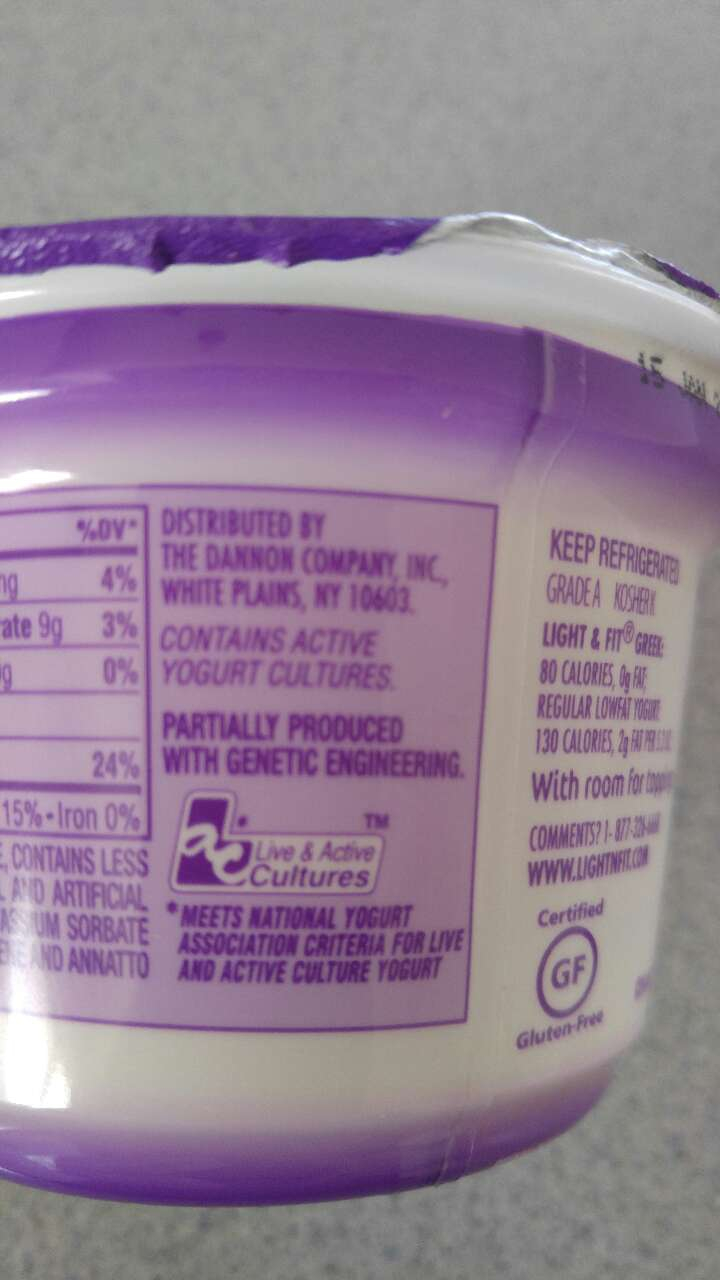 15 JAN
%DV*
4%
9g 3%
0%
24%
15% • Iron 0%
CONTAINS LESS
AND ARTIFICIAL
SORBATE
AND ANNATTO
DISTRIBUTED BY
THE DANNON COMPANY, INC.,
WHITE PLAINS, NY 10603.
CONTAINS ACTIVE
YOGURT CULTURES.
PARTIALLY PRODUCED
WITH GENETIC ENGINEERING.
ac TM
Live & Active
Cultures
*MEETS NATIONAL YOGURT
ASSOCIATION CRITERIA FOR LIVE
AND ACTIVE CULTURE YOGURT
KEEP REFRIGERATED
GRADE A KOSHER K
LIGHT & FIT® GREEK:
80 CALORIES, 0g FAT;
REGULAR LOWFAT YOGURT:
130 CALORIES, 2g FAT PER
With room for
COMMENTS?
WWW.LIGHTNFIT.COM
Certified
GF
Gluten-Free